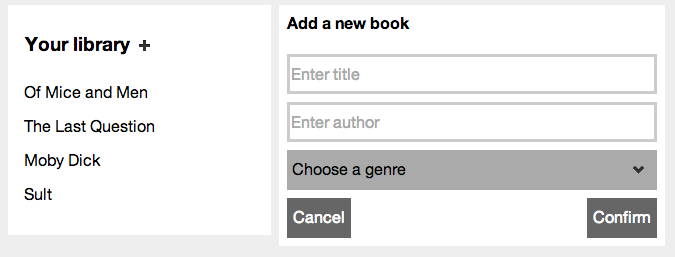 Your library +
Of Mice and Men
The Last Question
Moby Dick
Sult
Add a new book
Enter title
Enter author
Choose a genre
Cancel
Confirm